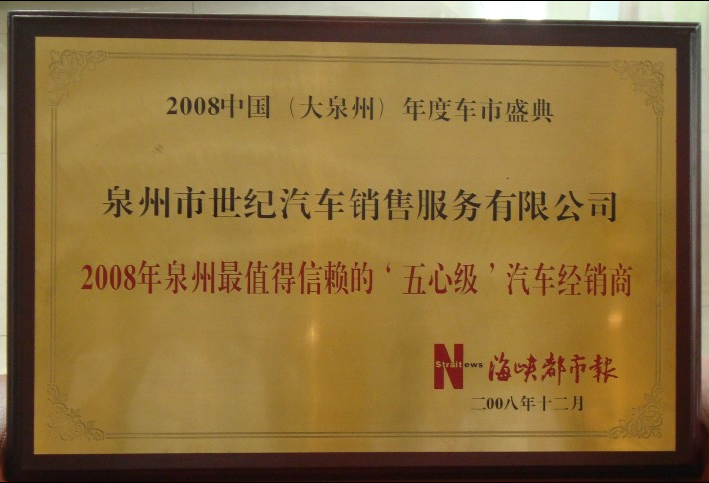 2008中国（大泉州）年度车市盛典
泉州市世纪汽车销售服务有限公司
2008年泉州最值得信赖的‘五心级’汽车经销商
N Straitews 海峡都市報
二00八年十二月